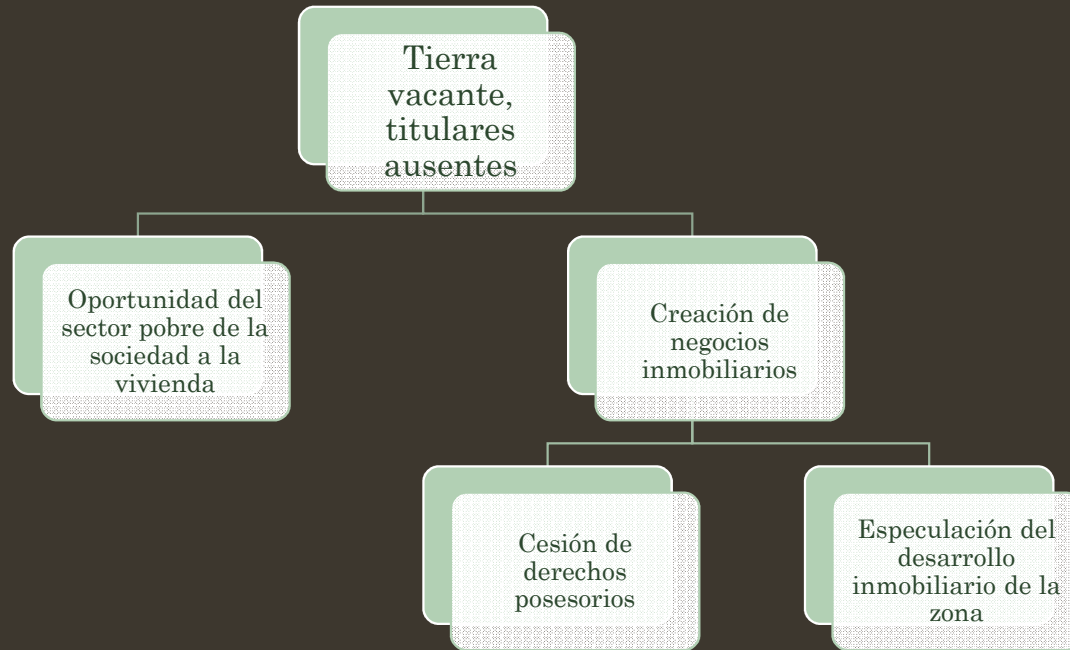 Tierra
vacante,
titulares
ausentes
Oportunidad del
sector pobre de la
sociedad a la
vivienda
Creación de
negocios
inmobiliarios
Cesión de
derechos
posesorios
Especulación del
desarrollo
inmobiliario de la
zona